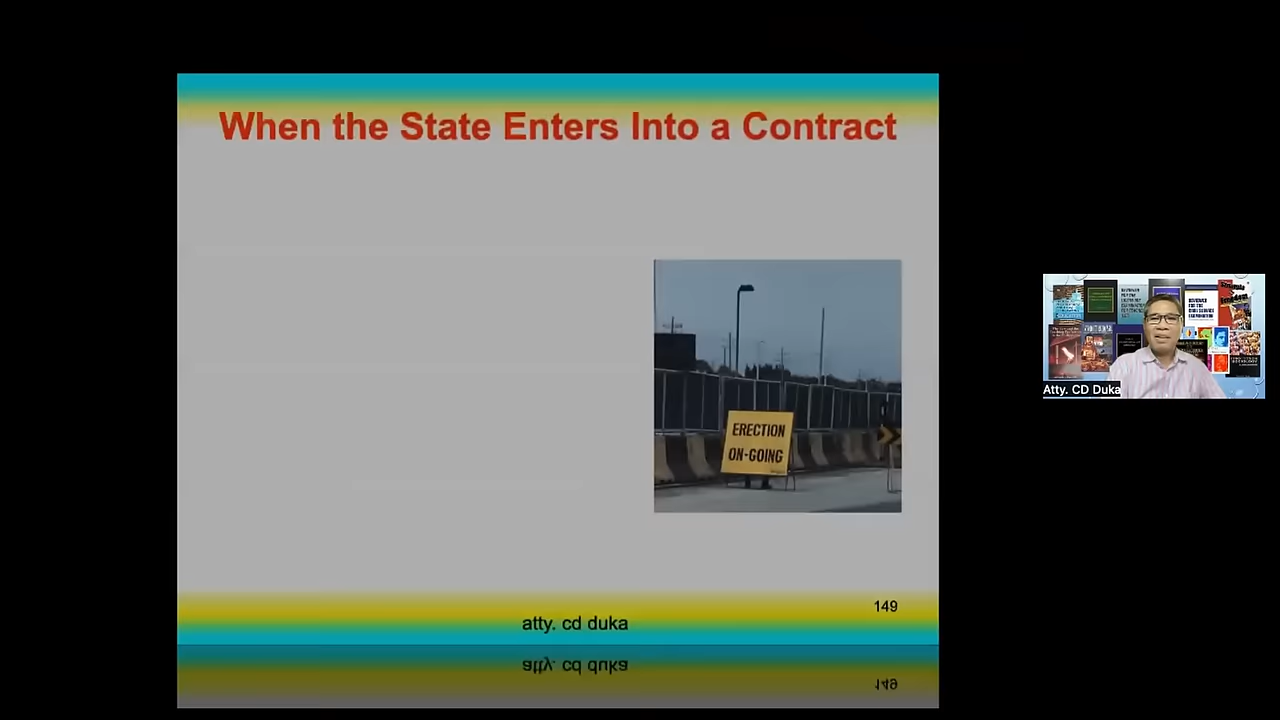 When the State Enters Into a Contract
ERECTION
ON-GOING
149
atty. cd duka
atty. cd duka
149
Atty. CD Duka